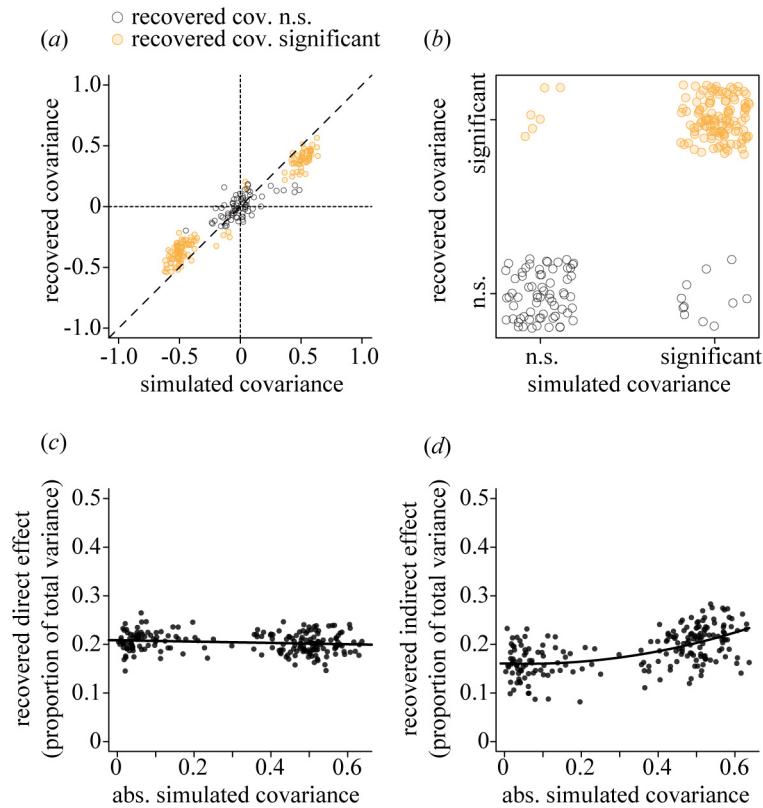 recovered cov. n.s.
(a) recovered cov. significant (b)
1.0
0.5
0
-0.5
-1.0
recovered covariance
-1.0 -0.5 0 0.5 1.0
simulated covariance
significant
n.s.
recovered covariance
n.s. significant
simulated covariance
(c)
0.5
0.4
0.3
0.2
0.1
0
recovered direct effect
(proportion of total variance)
0 0.2 0.4 0.6
abs. simulated covariance
(d)
0.5
0.4
0.3
0.2
0.1
0
recovered indirect effect
(proportion of total variance)
0 0.2 0.4 0.6
abs. simulated covariance